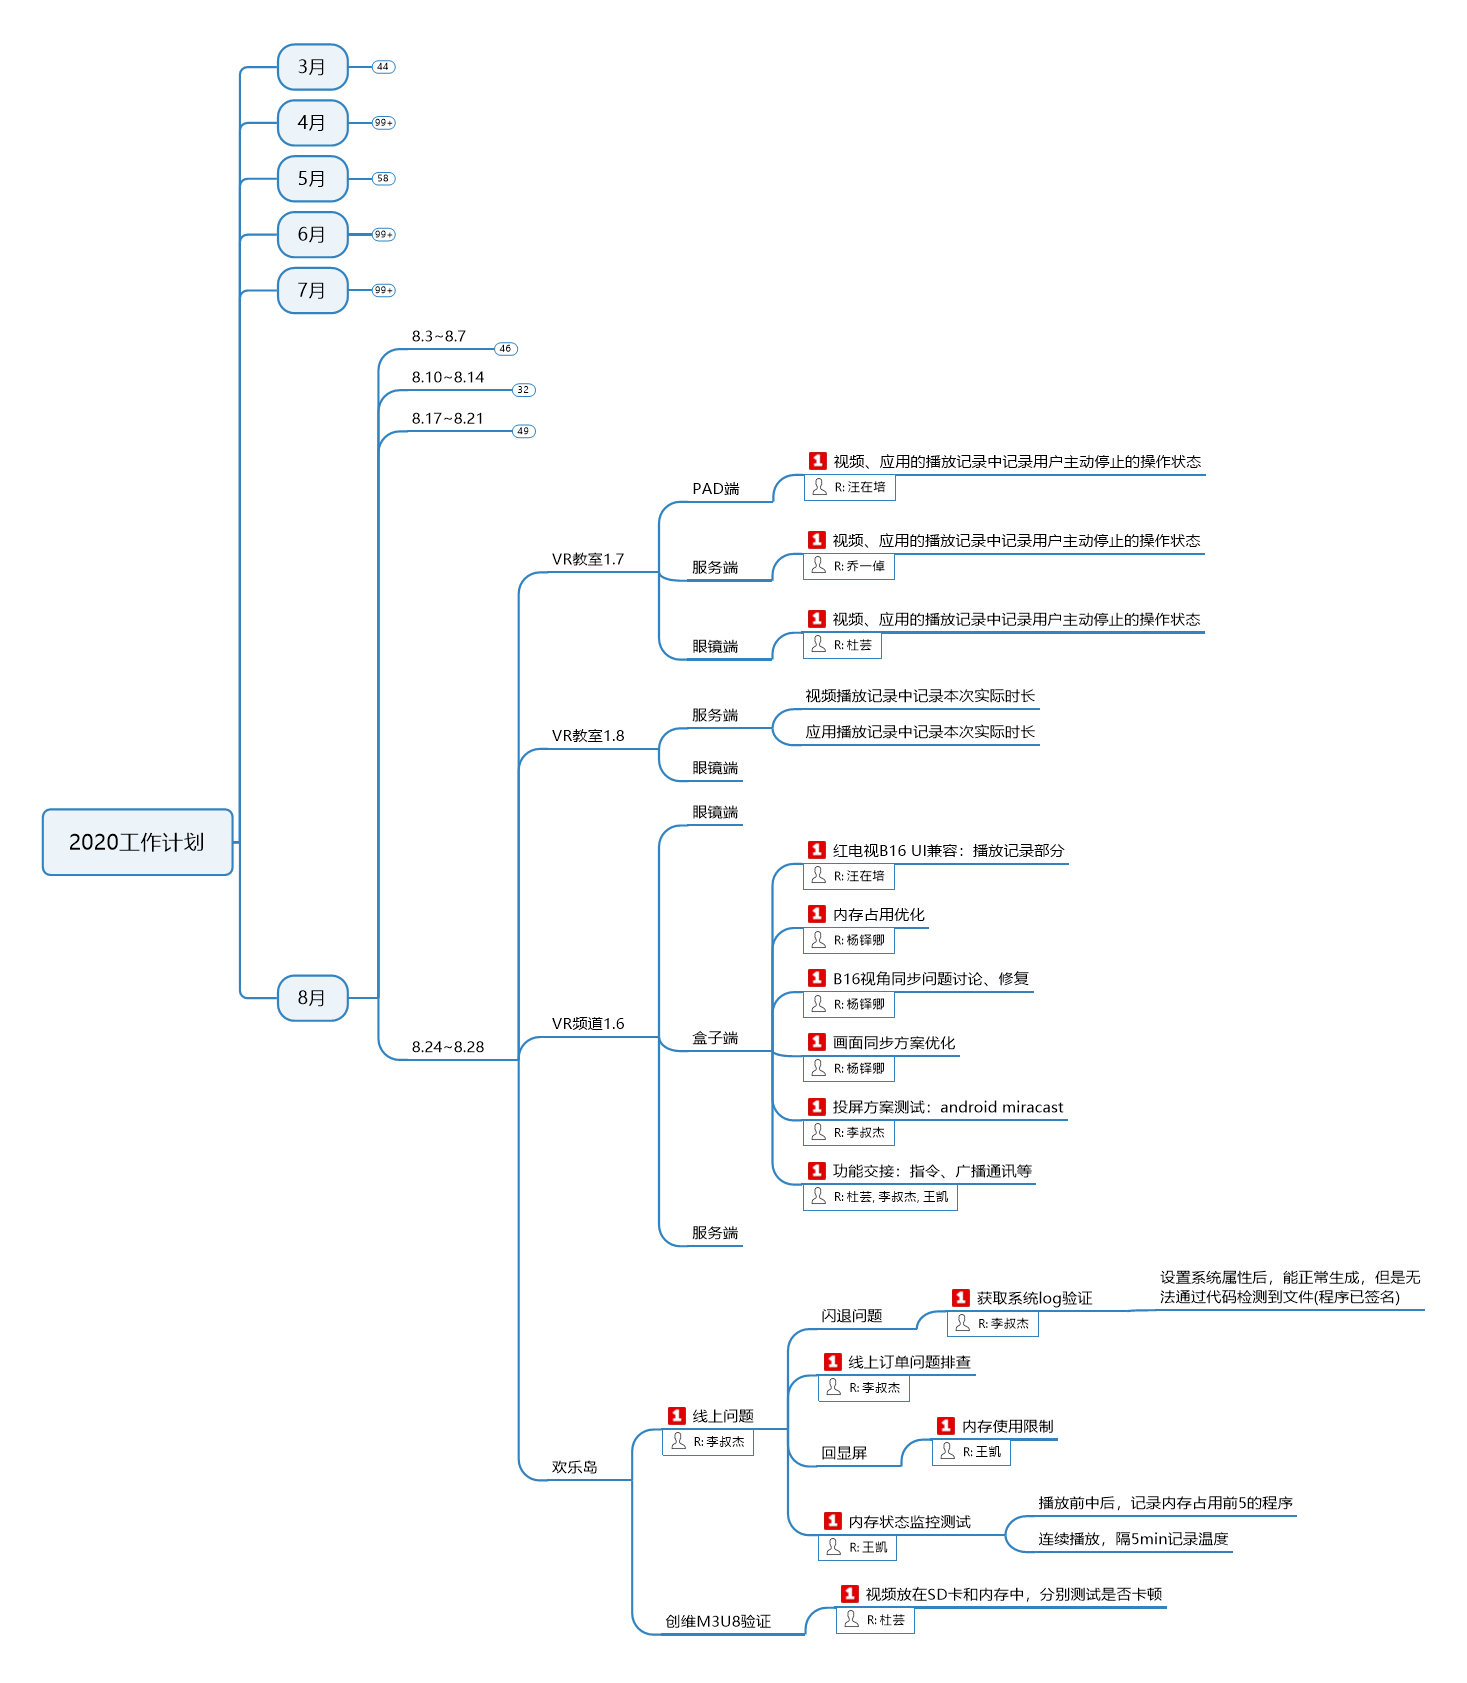 3月
44
4月
99+
5月
58
6月
99+
7月
99+
8.3~8.7
46
8.10~8.14
32
8.17~8.21
49
1 视频、应用的播放记录中记录用户主动停止的操作状态
R: 汪在培
PAD端
1 视频、应用的播放记录中记录用户主动停止的操作状态
R: 乔一倬
VR教室1.7
服务端
1 视频、应用的播放记录中记录用户主动停止的操作状态
R: 杜芸
眼镜端
视频播放记录中记录本次实际时长
服务端
应用播放记录中记录本次实际时长
VR教室1.8
眼镜端
眼镜端
2020工作计划
1 红电视B16 UI兼容：播放记录部分
R: 汪在培
1 内存占用优化
R: 杨铎卿
1 B16视角同步问题讨论、修复
R: 杨铎卿
8月
VR频道1.6
盒子端
8.24~8.28
1 画面同步方案优化
R: 杨铎卿
1 投屏方案测试：android miracast
R: 李叔杰
1 功能交接：指令、广播通讯等
R: 杜芸, 李叔杰, 王凯
服务端
设置系统属性后，能正常生成，但是无
法通过代码检测到文件(程序已签名)
1 获取系统log验证
R: 李叔杰
闪退问题
1 线上订单问题排查
R: 李叔杰
1 线上问题
R: 李叔杰
1 内存使用限制
R: 王凯
回显屏
欢乐岛
播放前中后，记录内存占用前5的程序
1 内存状态监控测试
R: 王凯
连续播放，隔5min记录温度
1 视频放在SD卡和内存中，分别测试是否卡顿
R: 杜芸
创维M3U8验证